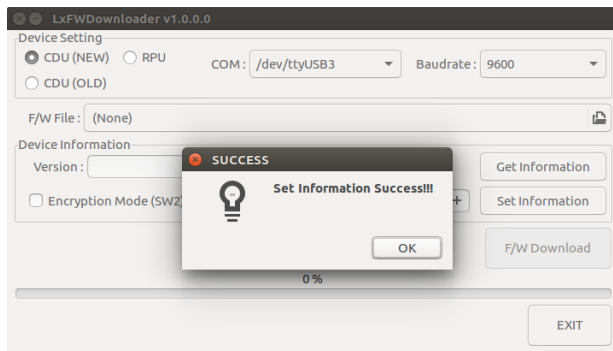 LxFWDownloader v1.0.0.0
Device Setting
CDU (NEW) RPU COM : /dev/ttyUSB3 Baudrate : 9600
CDU (OLD)
F/W File : (None)
Device Information
SUCCESS
Version : Get Information
Set Information Success!!!
Encryption Mode (SW2) + Set Information
OK F/W Download
0 %
EXIT